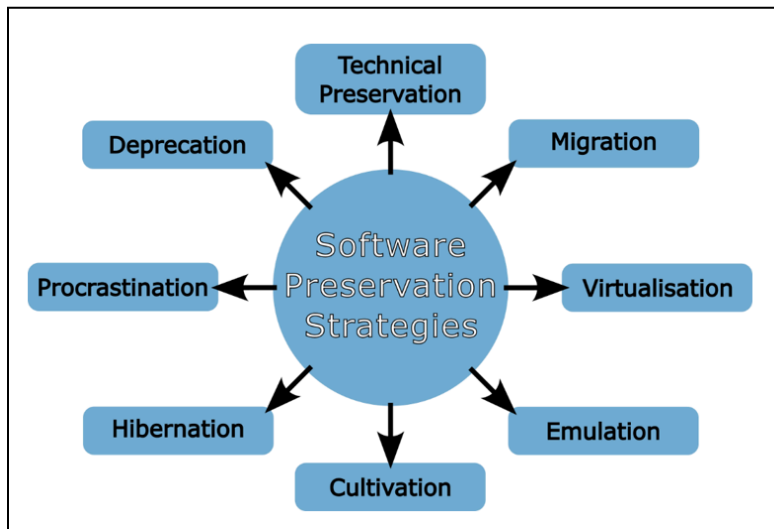 Technical
Preservation
Deprecation
Migration
Software
Preservation
Strategies
Procrastination
Virtualisation
Hibernation
Emulation
Cultivation